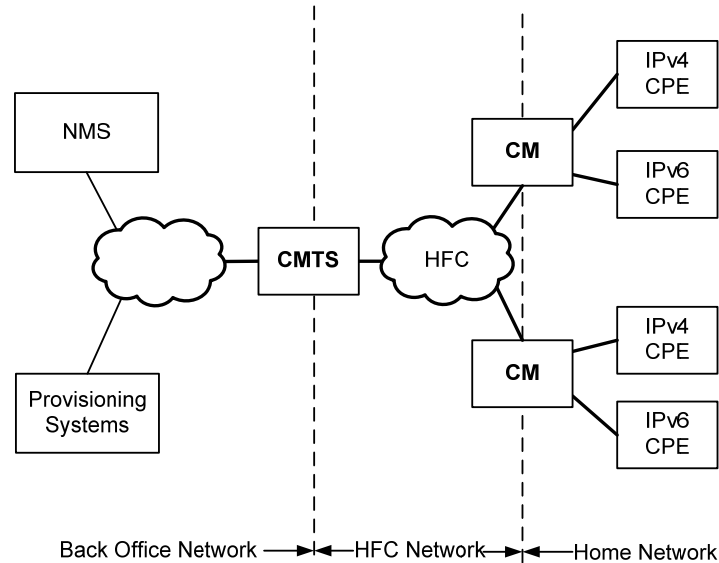 IPv4
CPE
NMS
CM
IPv6
CPE
CMTS
HFC
IPv4
CPE
CM
Provisioning
Systems
IPv6
CPE
Back Office Network
HFC Network
Home Network